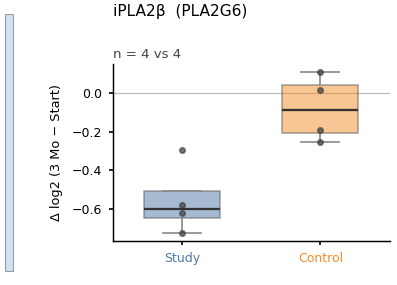 iPLA2β (PLA2G6)
n = 4 vs 4
Δ log2 (3 Mo − Start)
0.0
−0.2
−0.4
−0.6
Study
Control